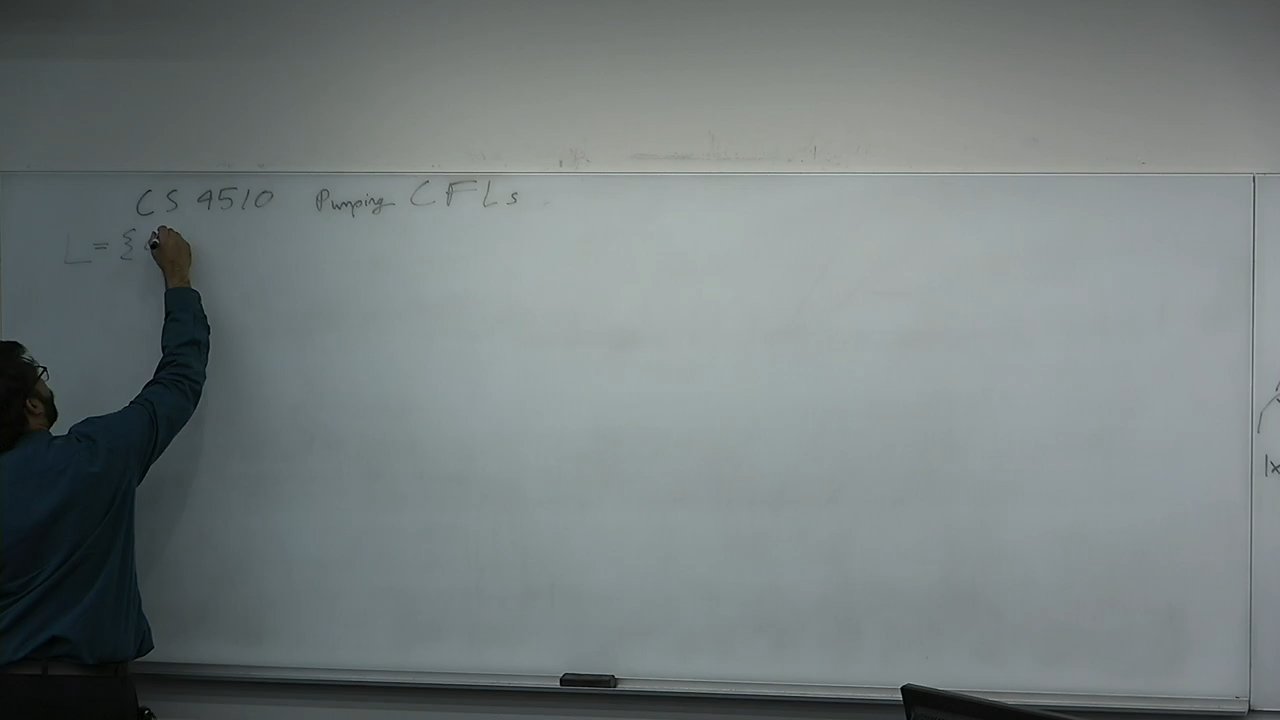 CS 4510 Pumping CFLs
L = {